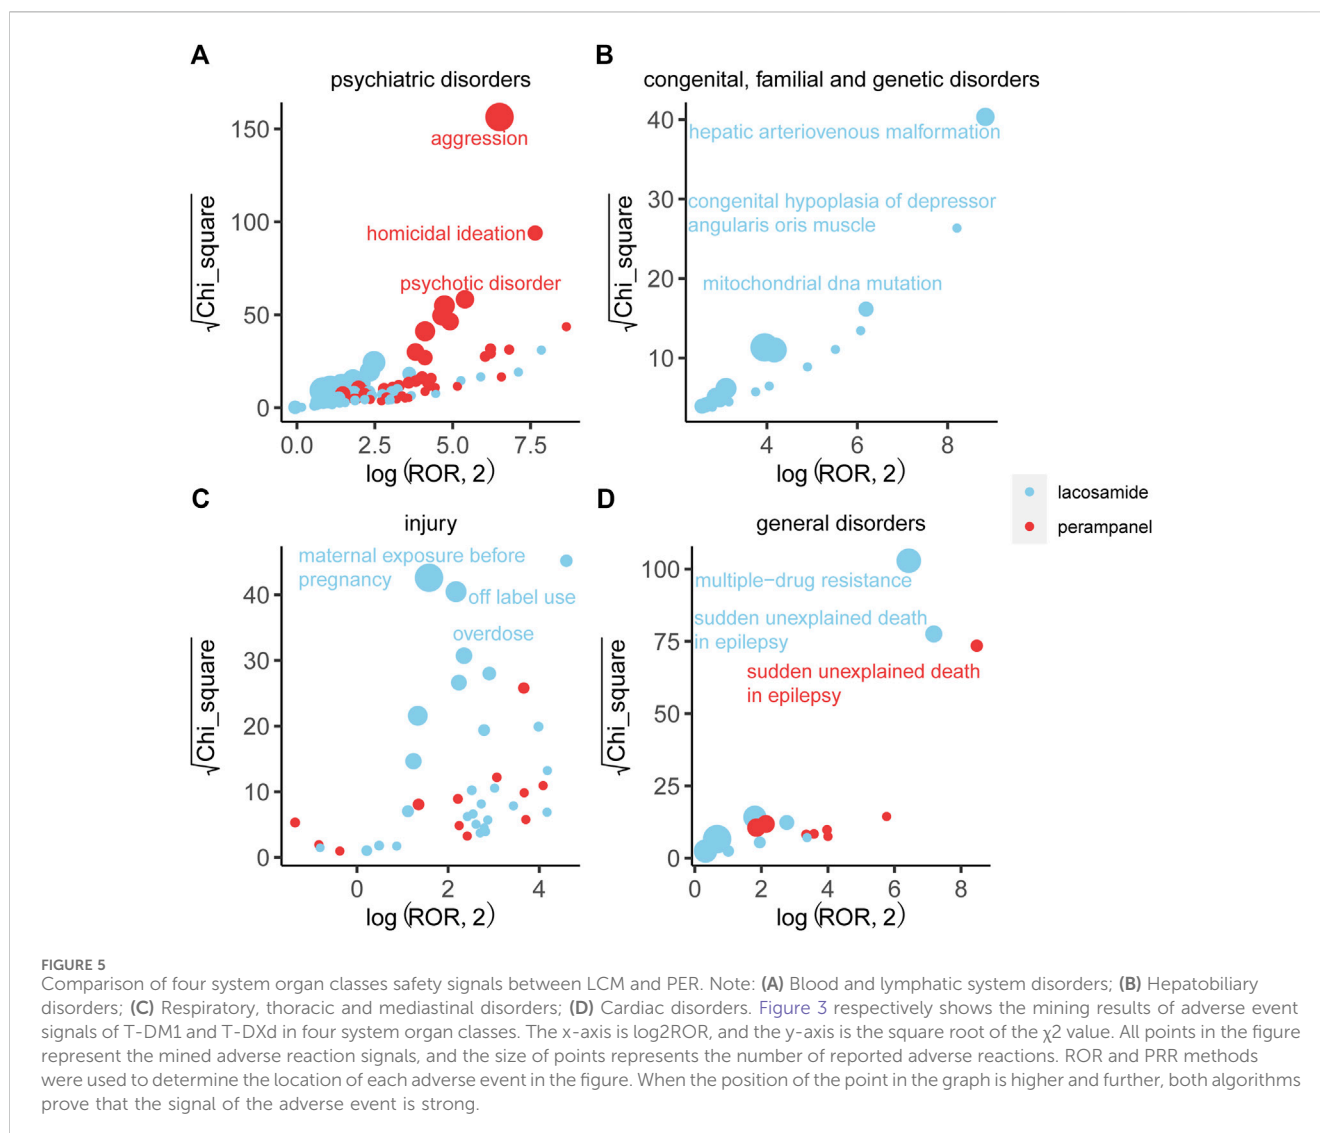 A
psychiatric disorders
150
100
50
0
√Chi_square
aggression
homicidal ideation
psychotic disorder
0.0 2.5 5.0 7.5
log (ROR, 2)
B
congenital, familial and genetic disorders
40
30
20
10
√Chi_square
hepatic arteriovenous malformation
congenital hypoplasia of depressor
angularis oris muscle
mitochondrial dna mutation
4 6 8
log (ROR, 2)
C
injury
40
30
20
10
0
√Chi_square
maternal exposure before
pregnancy
off label use
overdose
0 2 4
log (ROR, 2)
D
general disorders
100
75
50
25
0
√Chi_square
multiple−drug resistance
sudden unexplained death
in epilepsy
sudden unexplained death
in epilepsy
0 2 4 6 8
log (ROR, 2)
lacosamide
perampanel
FIGURE 5
Comparison of four system organ classes safety signals between LCM and PER. Note: (A) Blood and lymphatic system disorders; (B) Hepatobiliary
disorders; (C) Respiratory, thoracic and mediastinal disorders; (D) Cardiac disorders. Figure 3 respectively shows the mining results of adverse event
signals of T-DM1 and T-DXd in four system organ classes. The x-axis is log2ROR, and the y-axis is the square root of the χ2 value. All points in the figure
represent the mined adverse reaction signals, and the size of points represents the number of reported adverse reactions. ROR and PRR methods
were used to determine the location of each adverse event in the figure. When the position of the point in the graph is higher and further, both algorithms
prove that the signal of the adverse event is strong.